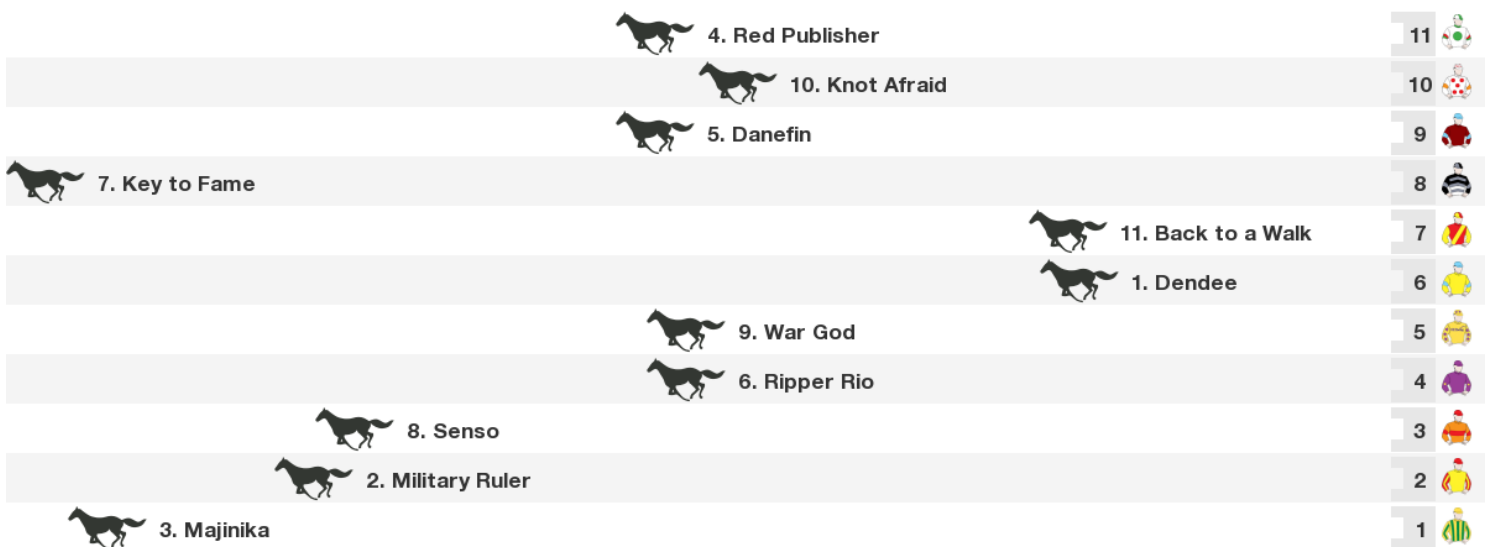 4. Red Publisher 11
10. Knot Afraid 10
5. Danefin 9
7. Key to Fame 8
11. Back to a Walk 7
1. Dendee 6
9. War God 5
6. Ripper Rio 4
8. Senso 3
2. Military Ruler 2
3. Majinika 1